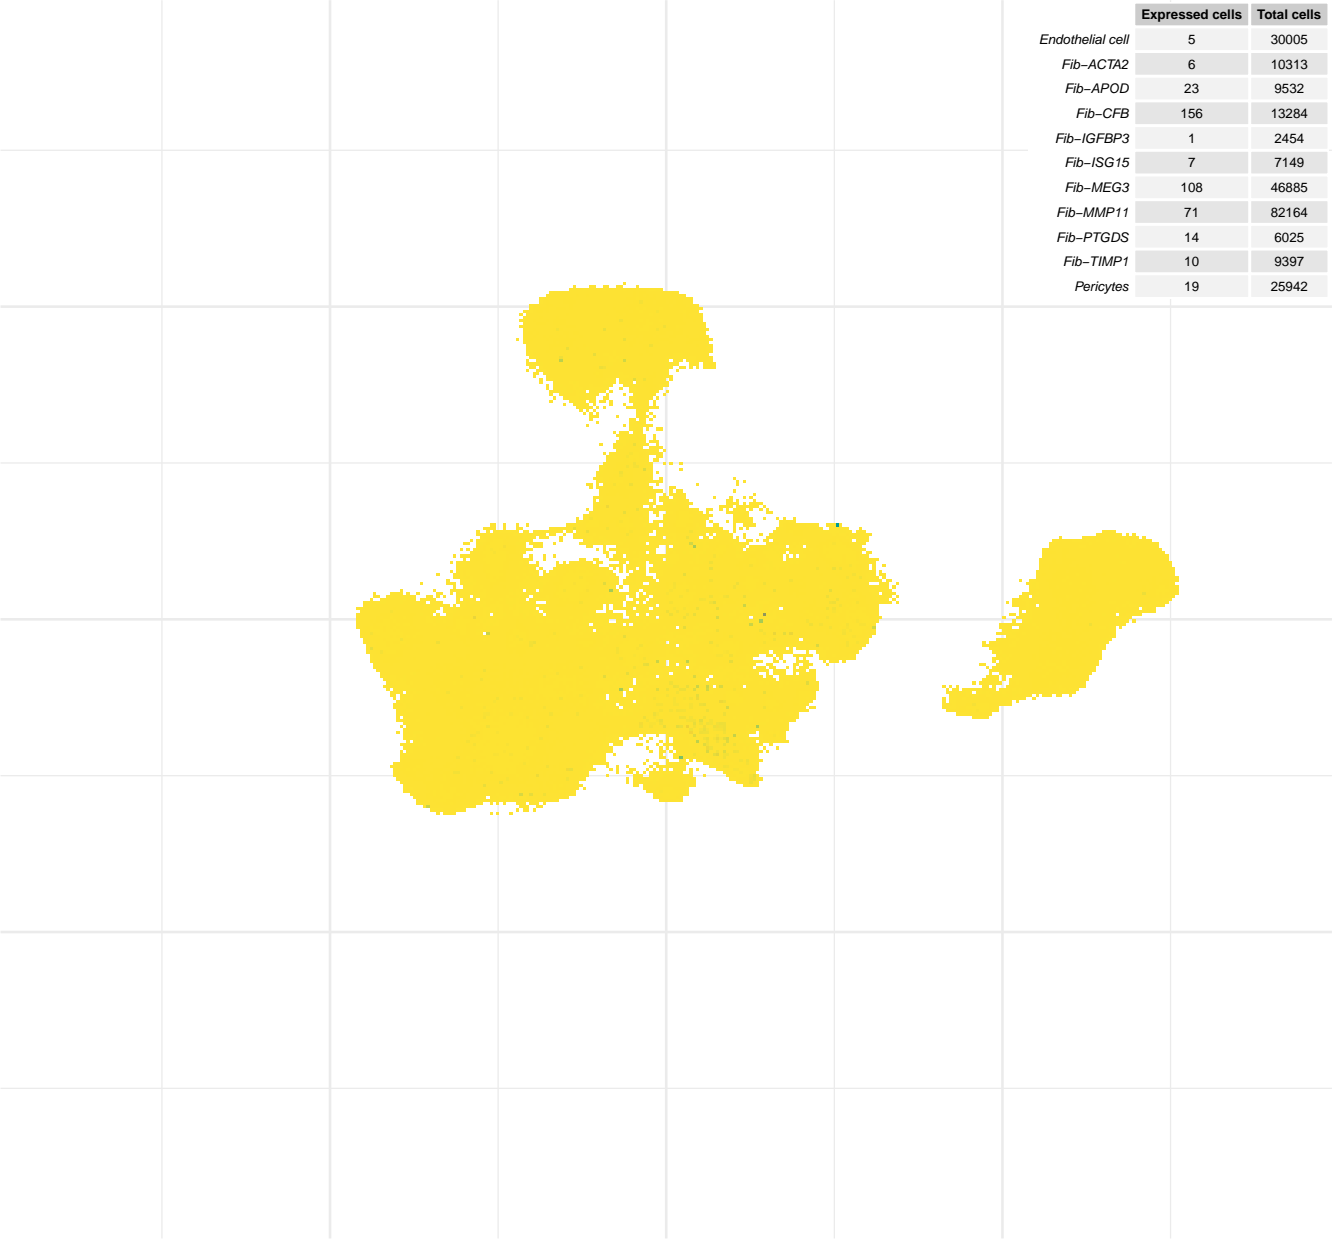 Expressed cells Total cells
Endothelial cell 5 30005
Fib−ACTA2 6 10313
Fib−APOD 23 9532
Fib−CFB 156 13284
Fib−IGFBP3 1 2454
Fib−ISG15 7 7149
Fib−MEG3 108 46885
Fib−MMP11 71 82164
Fib−PTGDS 14 6025
Fib−TIMP1 10 9397
Pericytes 19 25942